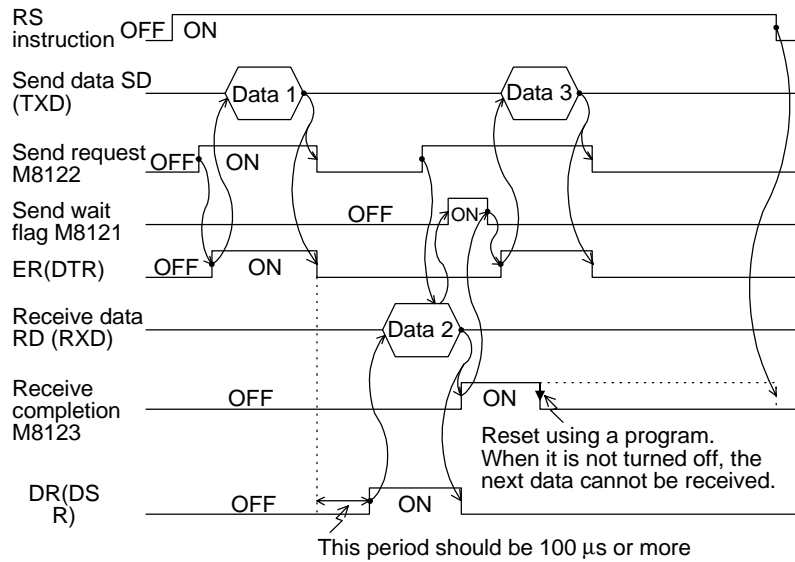 RS
instruction
OFF
ON
Send data SD
(TXD)
Data 1
Data 3
Send request
M8122
OFF
ON
Send wait
flag M8121
OFF
ON
ER(DTR)
OFF
ON
Receive data
RD (RXD)
Data 2
Receive
completion
M8123
OFF
ON
Reset using a program.
When it is not turned off, the
next data cannot be received.
DR(DS
R)
OFF
ON
This period should be 100 μs or more